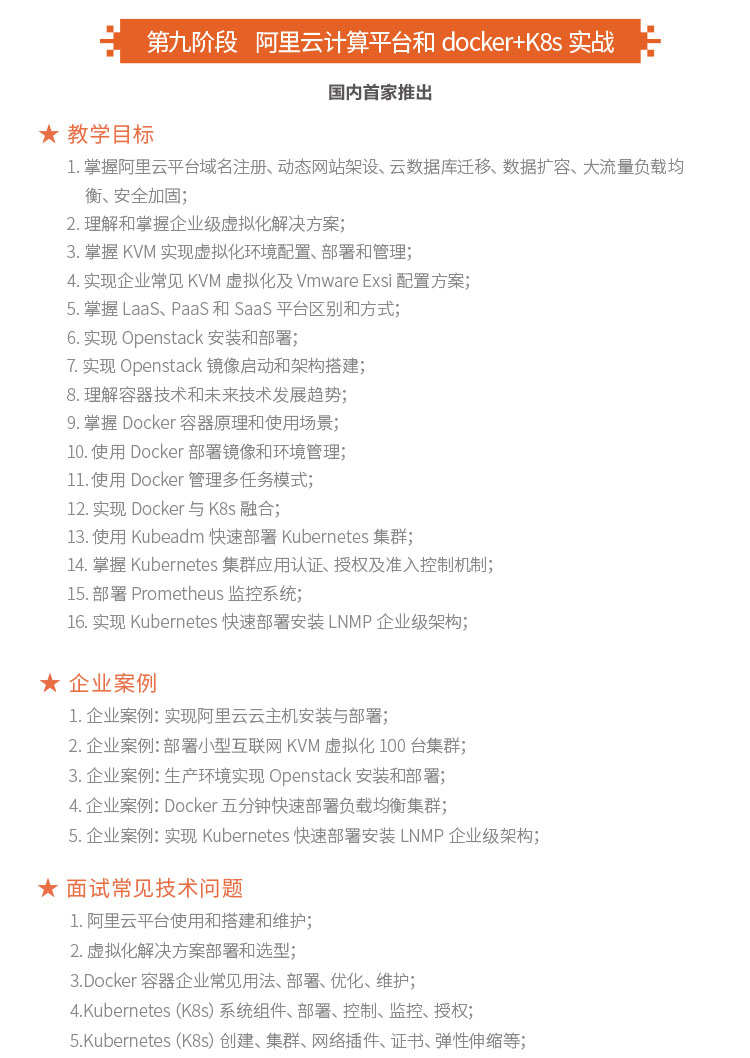 第九阶段 阿里云计算平台和 docker+K8s 实战
国内首家推出
★ 教学目标
1. 掌握阿里云平台域名注册、动态网站架设、云数据库迁移、数据扩容、大流量负载均
衡、安全加固；
2. 理解和掌握企业级虚拟化解决方案；
3. 掌握 KVM 实现虚拟化环境配置、部署和管理；
4. 实现企业常见 KVM 虚拟化及 Vmware Exsi 配置方案；
5. 掌握 LaaS、PaaS 和 SaaS 平台区别和方式；
6. 实现 Openstack 安装和部署；
7. 实现 Openstack 镜像启动和架构搭建；
8. 理解容器技术和未来技术发展趋势；
9. 掌握 Docker 容器原理和使用场景；
10. 使用 Docker 部署镜像和环境管理；
11. 使用 Docker 管理多任务模式；
12. 实现 Docker 与 K8s 融合；
13. 使用 Kubeadm 快速部署 Kubernetes 集群；
14. 掌握 Kubernetes 集群应用认证、授权及准入控制机制；
15. 部署 Prometheus 监控系统；
16. 实现 Kubernetes 快速部署安装 LNMP 企业级架构；
★ 企业案例
1. 企业案例：实现阿里云云主机安装与部署；
2. 企业案例：部署小型互联网 KVM 虚拟化 100 台集群；
3. 企业案例：生产环境实现 Openstack 安装和部署；
4. 企业案例：Docker 五分钟快速部署负载均衡集群；
5. 企业案例：实现 Kubernetes 快速部署安装 LNMP 企业级架构；
★ 面试常见技术问题
1. 阿里云平台使用和搭建和维护；
2. 虚拟化解决方案部署和选型；
3.Docker 容器企业常见用法、部署、优化、维护；
4.Kubernetes（K8s）系统组件、部署、控制、监控、授权；
5.Kubernetes（K8s）创建、集群、网络插件、证书、弹性伸缩等；